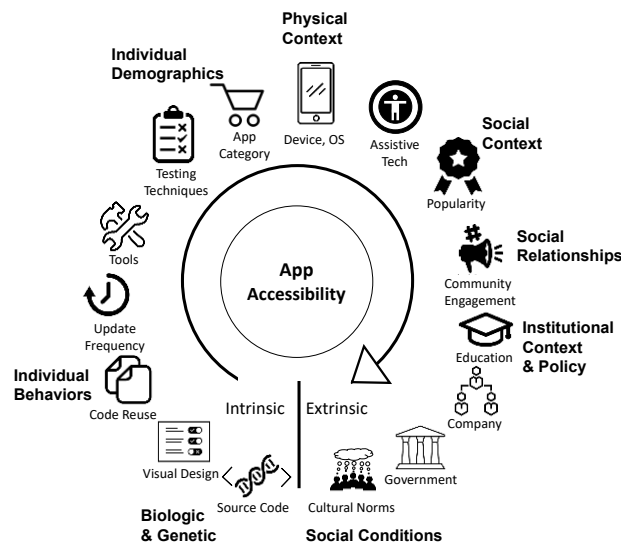 Physical
Context
Individual
Demographics
Device, OS
App
Category
Assistive
Tech
Social
Context
Testing
Techniques
Popularity
Tools
Social
Relationships
App
Accessibility
Community
Engagement
Update
Frequency
Institutional
Context
& Policy
Education
Individual
Behaviors
Code Reuse
Intrinsic
Extrinsic
Company
Visual Design
Government
Source Code
Cultural Norms
Biologic
& Genetic
Social Conditions